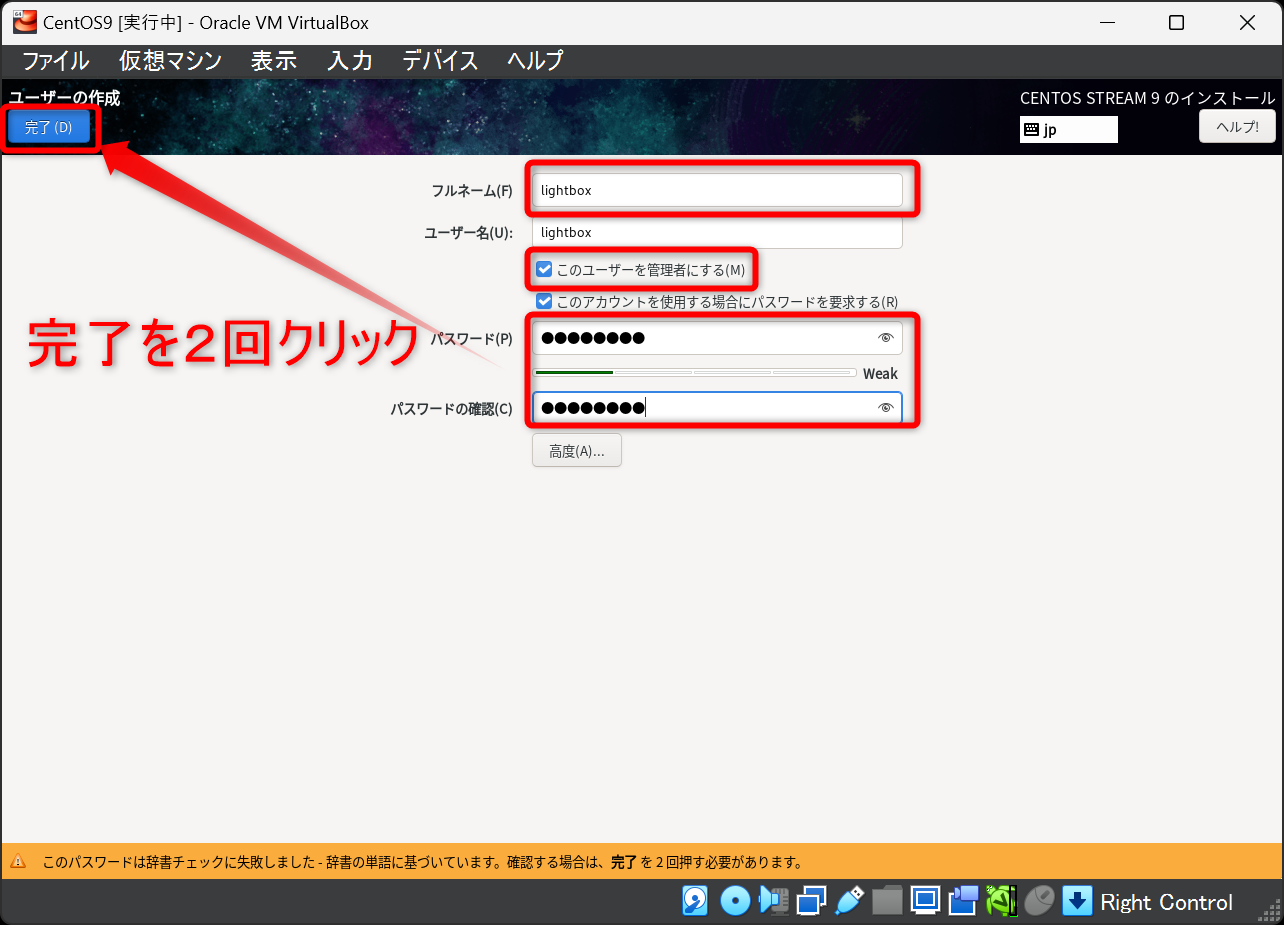 CentOS9 [実行中] - Oracle VM VirtualBox
ファイル 仮想マシン 表示 入力 デバイス ヘルプ
ユーザーの作成
CENTOS STREAM 9 のインストール
完了(D)
jp
ヘルプ!
フルネーム(F)
lightbox
ユーザー名(U):
lightbox
このユーザーを管理者にする(M)
このアカウントを使用する場合にパスワードを要求する(R)
完了を2回クリック
パスワード(P)
●●●●●●●●
Weak
パスワードの確認(C)
●●●●●●●●
高度(A)...
このパスワードは辞書チェックに失敗しました - 辞書の単語に基づいています。確認する場合は、完了 を 2 回押す必要があります。
Right Control